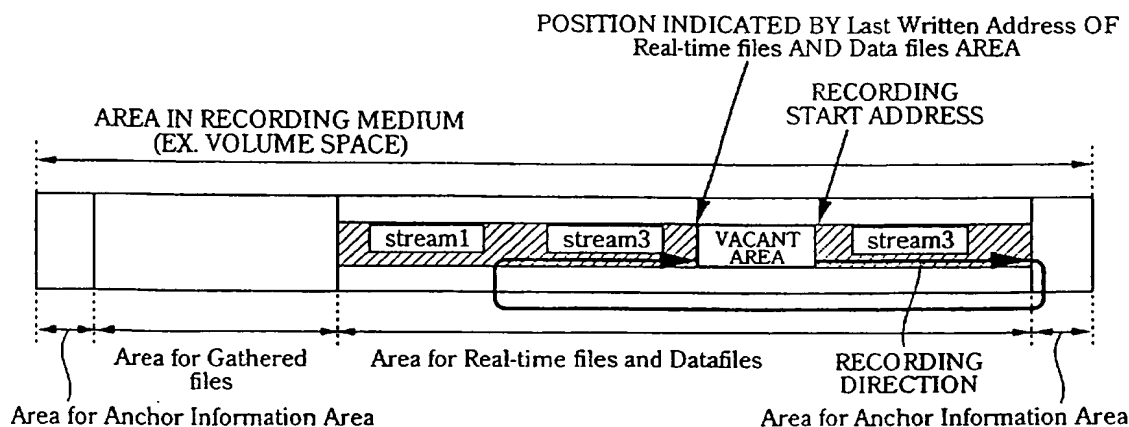 POSITION INDICATED BY Last Written Address OF
Real-time files AND Data files AREA
RECORDING
START ADDRESS
AREA IN RECORDING MEDIUM
(EX. VOLUME SPACE)
stream1
stream3
VACANT
AREA
stream3
Area for Gathered
files
Area for Real-time files and Datafiles
RECORDING
DIRECTION
Area for Anchor Information Area
Area for Anchor Information Area